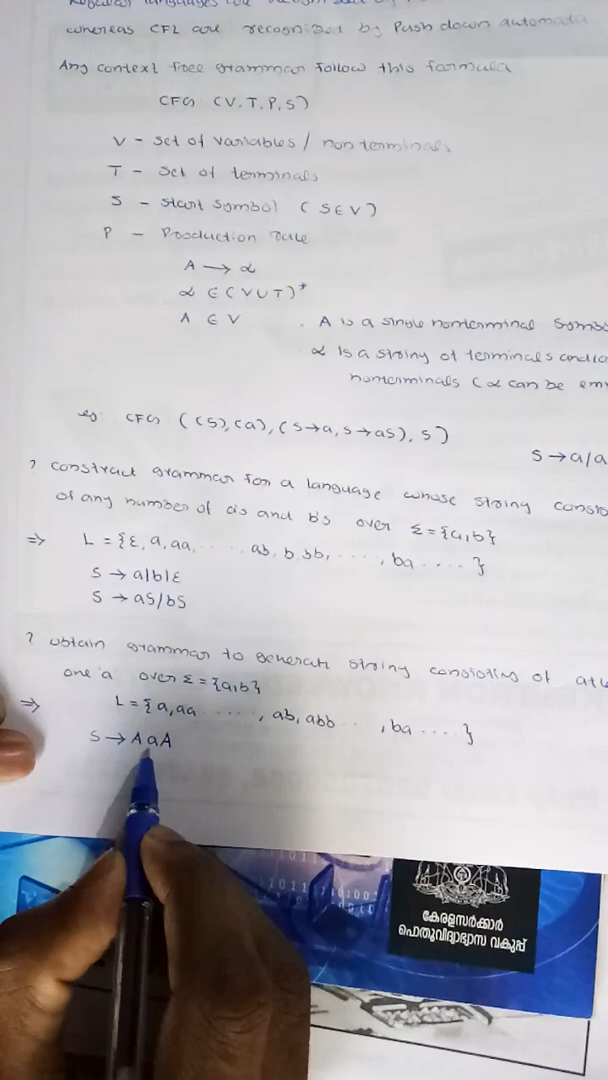 whereas CFL are recognized by Push down automata
Any context free grammar follow this formula
CFG (V, T, P, S)
V - set of variables / non terminals
T - set of terminals
S - start symbol (S ∈ V)
P - Production rule
A → α
α ∈ (V ∪ T)*
A ∈ V . A is a single nonterminal
α is a string of terminals
nonterminals (α can be
eg: CFG ((S), (a), (S→a, S→aS), S)
S → a/a
? construct grammar for a language whose string
of any number of a's and b's over Σ = {a,b}
⇒ L = {ε, a, aa, ..... ab, b, bb, ....., ba .... }
S → a|b|ε
S → aS/bS
? obtain grammar to generate string consisting of
one 'a' over Σ = {a,b}
⇒ L = {a, aa ......, ab, abb ...., ba .... }
S → AaA
കേരളസർക്കാർ
പൊതുവിദ്യാഭ്യാസ വകുപ്പ്